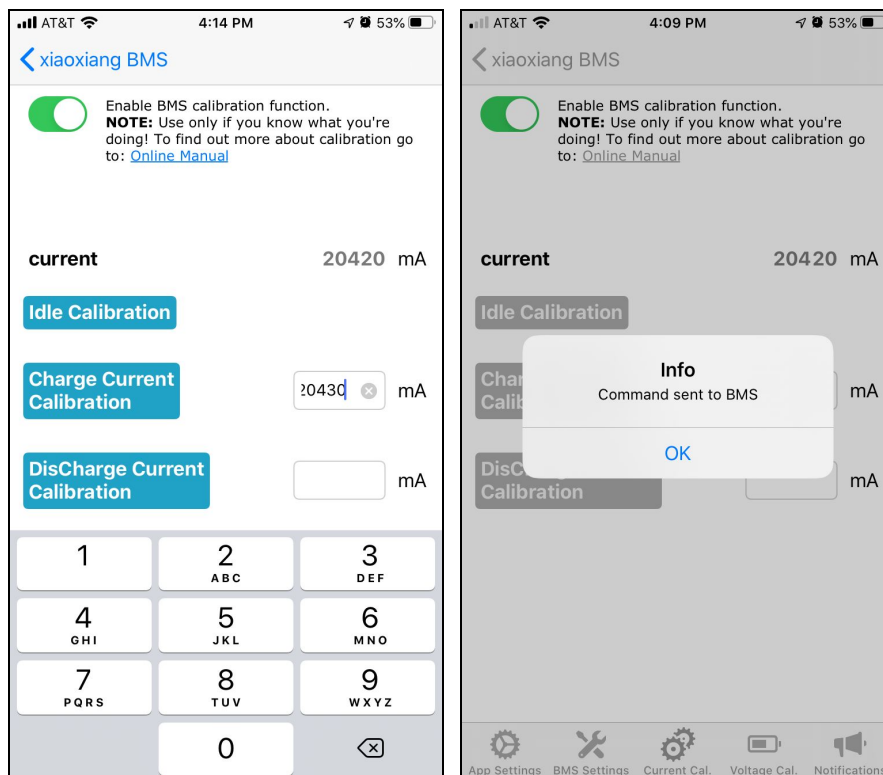 AT&T 4:14 PM 53%
xiaoxiang BMS
Enable BMS calibration function.
NOTE: Use only if you know what you're
doing! To find out more about calibration go
to: Online Manual
current 20420 mA
Idle Calibration
Charge Current
Calibration
20430 mA
DisCharge Current
Calibration
mA
1
2
ABC
3
DEF
4
GHI
5
JKL
6
MNO
7
PQRS
8
TUV
9
WXYZ
0
AT&T 4:09 PM 53%
xiaoxiang BMS
Enable BMS calibration function.
NOTE: Use only if you know what you're
doing! To find out more about calibration go
to: Online Manual
current 20420 mA
Idle Calibration
Char
Calib
mA
Info
Command sent to BMS
OK
DisC
Calibration
mA
App Settings BMS Settings Current Cal. Voltage Cal. Notifications